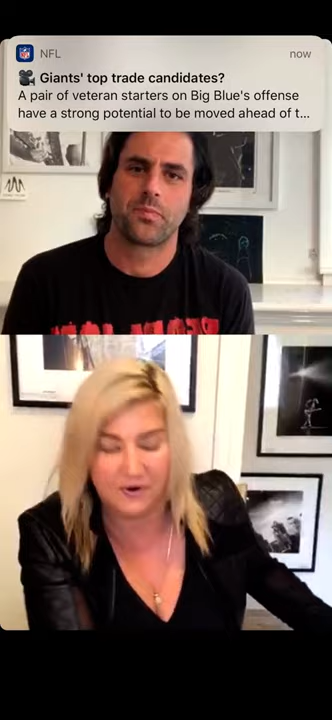 NFL
now
🎥 Giants' top trade candidates?
A pair of veteran starters on Big Blue's offense
have a strong potential to be moved ahead of t...